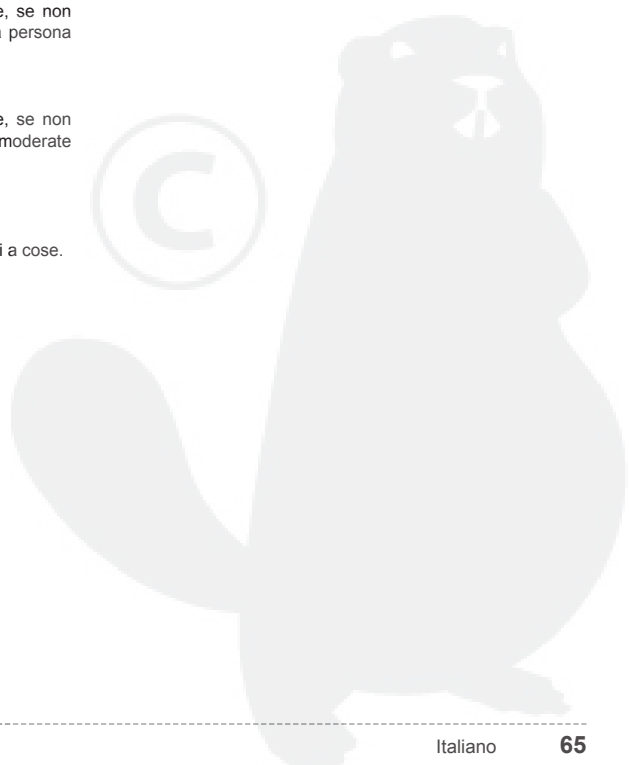 e, se non
a persona
e, se non
moderate
i a cose.
©
Italiano 65